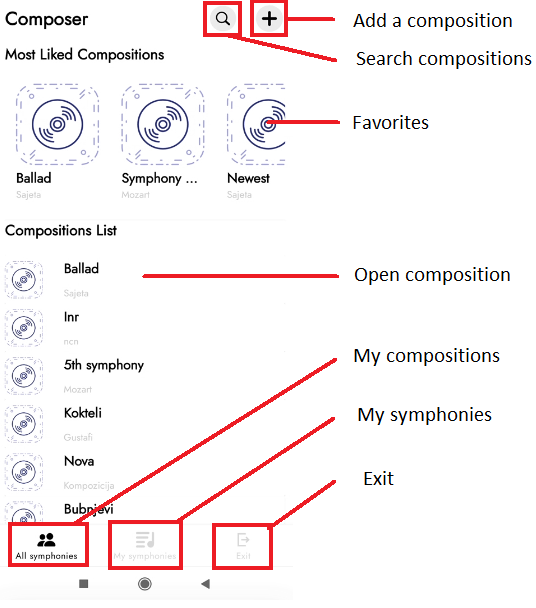 Composer
Add a composition
Search compositions
Most Liked Compositions
Favorites
Ballad
Sajeta
Symphony ...
Mozart
Newest
Sajeta
Compositions List
Ballad
Sajeta
Open composition
Inr
ncn
5th symphony
Mozart
My compositions
Kokteli
Gustafi
My symphonies
Nova
Kompozicija
Exit
Bubnjevi
All symphonies
My symphonies
Exit